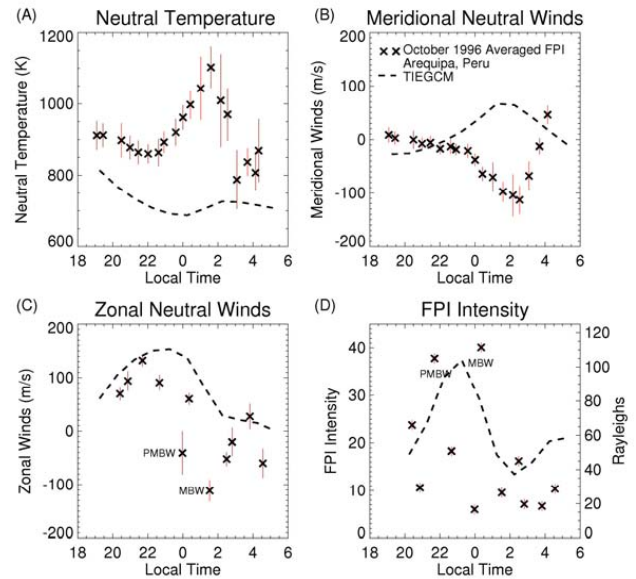 (A) Neutral Temperature
Neutral Temperature (K)
1200
1000
800
600
18 20 22 0 2 4 6
Local Time
(B) Meridional Neutral Winds
Meridional Winds (m/s)
200
100
0
-100
-200
October 1996 Averaged FPI
Arequipa, Peru
TIEGCM
18 20 22 0 2 4 6
Local Time
(C) Zonal Neutral Winds
Zonal Winds (m/s)
200
100
0
-100
-200
PMBW
MBW
18 20 22 0 2 4 6
Local Time
(D) FPI Intensity
FPI Intensity
40
30
20
10
PMBW
MBW
120
100
80
60
40
20
0
Rayleighs
18 20 22 0 2 4 6
Local Time